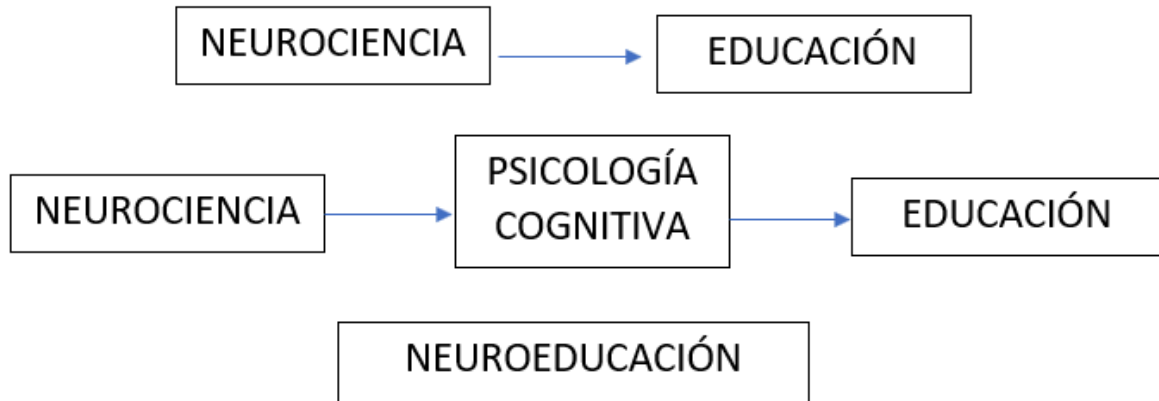 NEUROCIENCIA
EDUCACIÓN
NEUROCIENCIA
PSICOLOGÍA
COGNITIVA
EDUCACIÓN
NEUROEDUCACIÓN